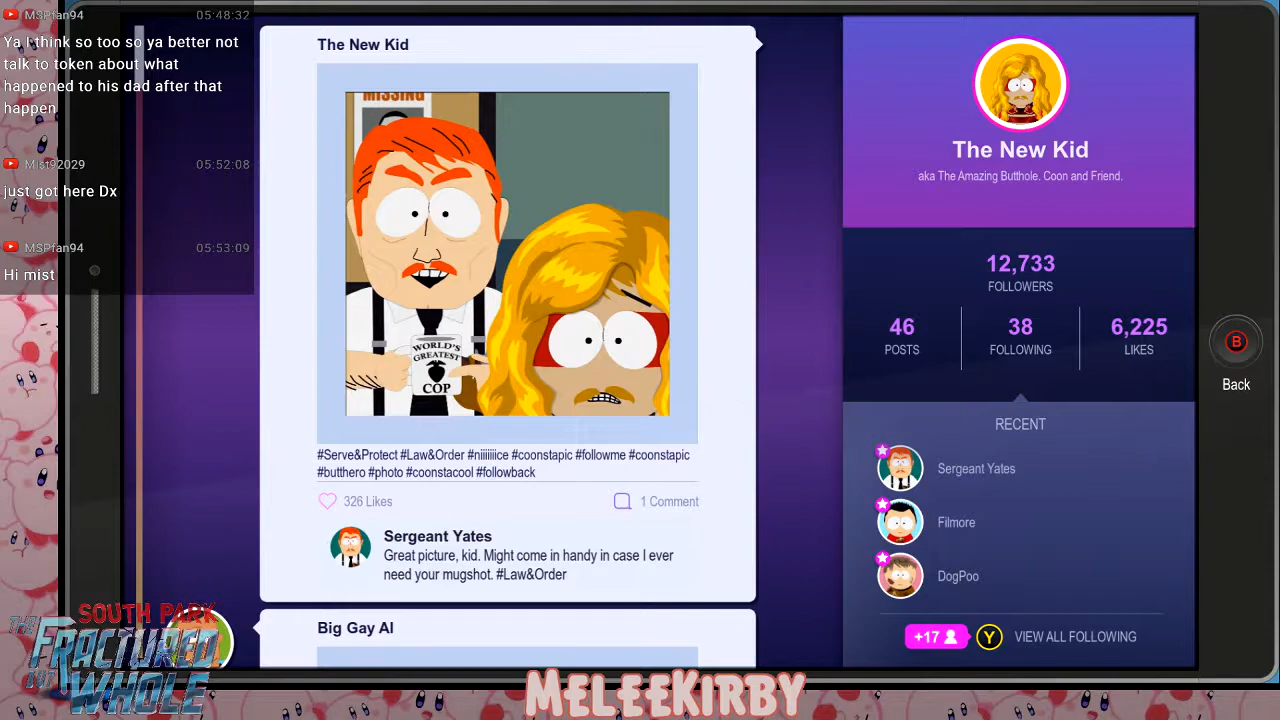 MSPfan94 05:48:32
Ya I think so too so ya better not
talk to token about what
happened to his dad after that
happen
Mist92029 05:52:08
just got here Dx
MSPfan94 05:53:09
Hi mist
The New Kid
MISSING
WORLD'S
GREATEST
COP
#Serve&Protect #Law&Order #niiiiiiice #coonstapic #followme #coonstapic
#butthero #photo #coonstacool #followback
326 Likes
1 Comment
Sergeant Yates
Great picture, kid. Might come in handy in case I ever
need your mugshot. #Law&Order
Big Gay Al
The New Kid
aka The Amazing Butthole. Coon and Friend.
12,733
FOLLOWERS
46
POSTS
38
FOLLOWING
6,225
LIKES
RECENT
Sergeant Yates
Filmore
DogPoo
+17
Y
VIEW ALL FOLLOWING
B
Back
SOUTH PARK
THE
FRACTURED
BUT
WHOLE
MELEEKIRBY